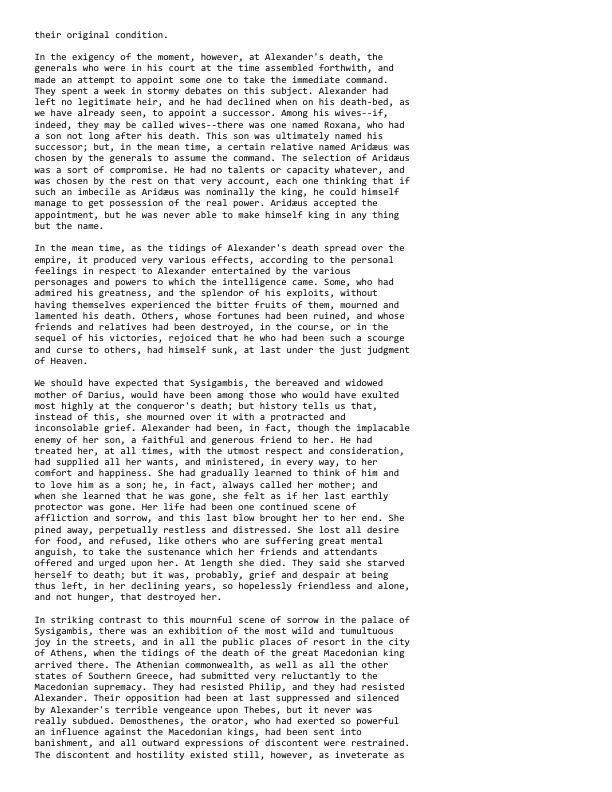 their original condition.
In the exigency of the moment, however, at Alexander's death, the
generals who were in his court at the time assembled forthwith, and
made an attempt to appoint some one to take the immediate command.
They spent a week in stormy debates on this subject. Alexander had
left no legitimate heir, and he had declined when on his death-bed, as
we have already seen, to appoint a successor. Among his wives--if,
indeed, they may be called wives--there was one named Roxana, who had
a son not long after his death. This son was ultimately named his
successor; but, in the mean time, a certain relative named Aridæus was
chosen by the generals to assume the command. The selection of Aridæus
was a sort of compromise. He had no talents or capacity whatever, and
was chosen by the rest on that very account, each one thinking that if
such an imbecile as Aridæus was nominally the king, he could himself
manage to get possession of the real power. Aridæus accepted the
appointment, but he was never able to make himself king in any thing
but the name.
In the mean time, as the tidings of Alexander's death spread over the
empire, it produced very various effects, according to the personal
feelings in respect to Alexander entertained by the various
personages and powers to which the intelligence came. Some, who had
admired his greatness, and the splendor of his exploits, without
having themselves experienced the bitter fruits of them, mourned and
lamented his death. Others, whose fortunes had been ruined, and whose
friends and relatives had been destroyed, in the course, or in the
sequel of his victories, rejoiced that he who had been such a scourge
and curse to others, had himself sunk, at last under the just judgment
of Heaven.
We should have expected that Sysigambis, the bereaved and widowed
mother of Darius, would have been among those who would have exulted
most highly at the conqueror's death; but history tells us that,
instead of this, she mourned over it with a protracted and
inconsolable grief. Alexander had been, in fact, though the implacable
enemy of her son, a faithful and generous friend to her. He had
treated her, at all times, with the utmost respect and consideration,
had supplied all her wants, and ministered, in every way, to her
comfort and happiness. She had gradually learned to think of him and
to love him as a son; he, in fact, always called her mother; and
when she learned that he was gone, she felt as if her last earthly
protector was gone. Her life had been one continued scene of
affliction and sorrow, and this last blow brought her to her end. She
pined away, perpetually restless and distressed. She lost all desire
for food, and refused, like others who are suffering great mental
anguish, to take the sustenance which her friends and attendants
offered and urged upon her. At length she died. They said she starved
herself to death; but it was, probably, grief and despair at being
thus left, in her declining years, so hopelessly friendless and alone,
and not hunger, that destroyed her.
In striking contrast to this mournful scene of sorrow in the palace of
Sysigambis, there was an exhibition of the most wild and tumultuous
joy in the streets, and in all the public places of resort in the city
of Athens, when the tidings of the death of the great Macedonian king
arrived there. The Athenian commonwealth, as well as all the other
states of Southern Greece, had submitted very reluctantly to the
Macedonian supremacy. They had resisted Philip, and they had resisted
Alexander. Their opposition had been at last suppressed and silenced
by Alexander's terrible vengeance upon Thebes, but it never was
really subdued. Demosthenes, the orator, who had exerted so powerful
an influence against the Macedonian kings, had been sent into
banishment, and all outward expressions of discontent were restrained.
The discontent and hostility existed still, however, as inveterate as